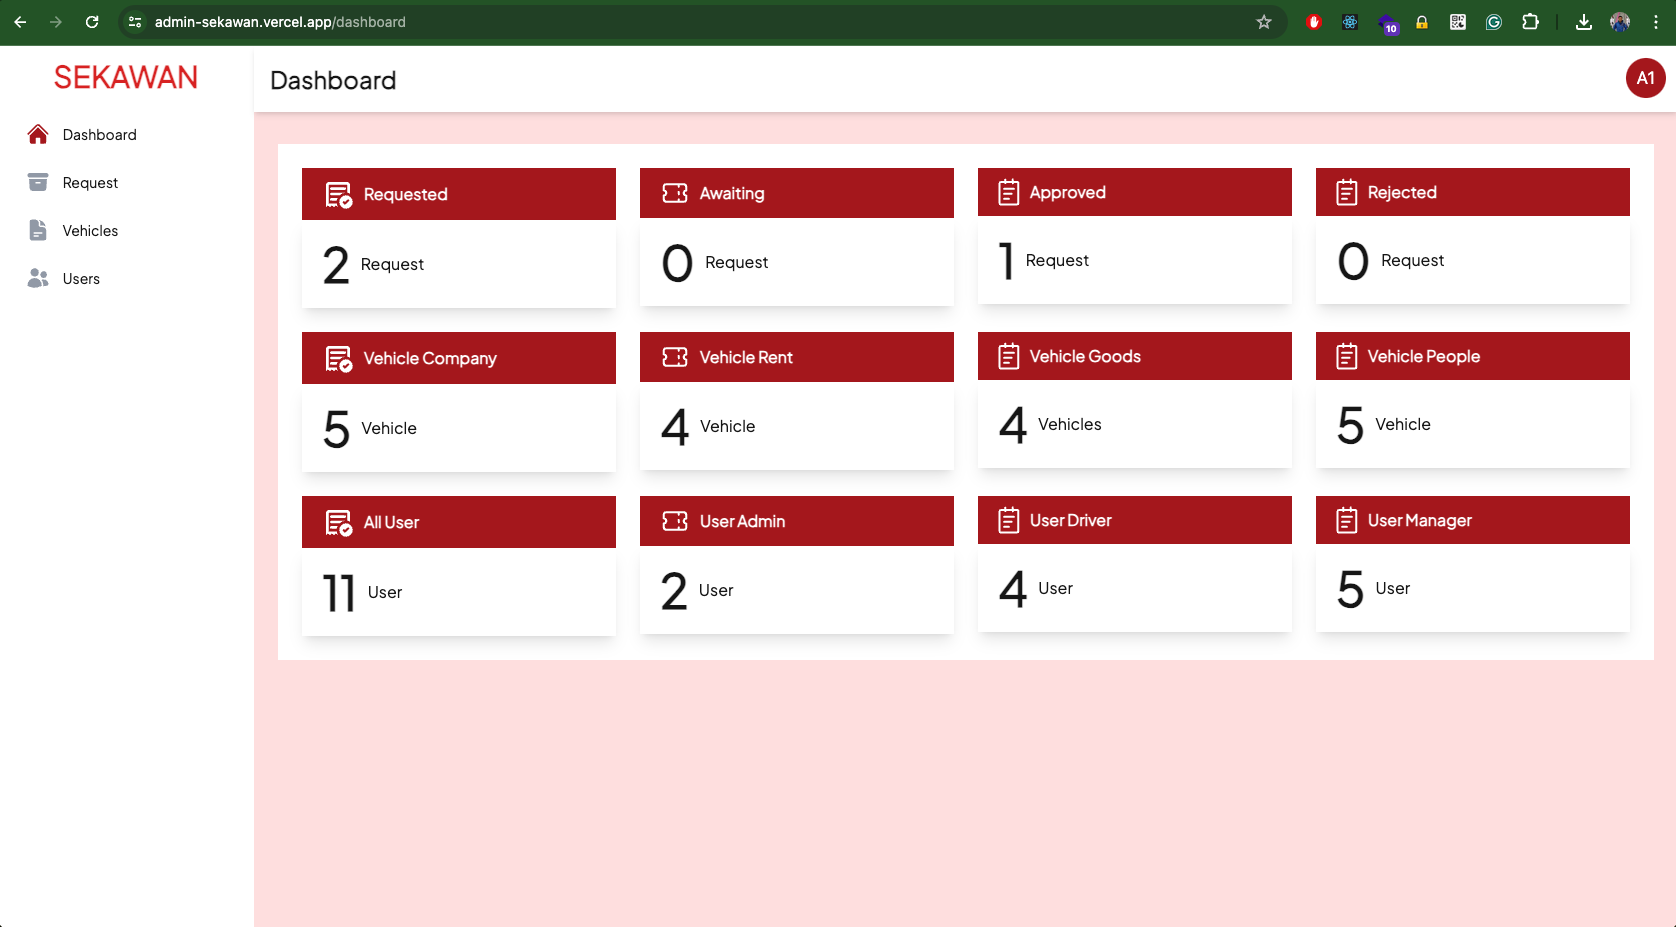 admin-sekawan.vercel.app/dashboard
10
SEKAWAN
Dashboard
A1
Dashboard
Request
Vehicles
Users
Requested
Awaiting
Approved
Rejected
2 Request
0 Request
1 Request
0 Request
Vehicle Company
Vehicle Rent
Vehicle Goods
Vehicle People
5 Vehicle
4 Vehicle
4 Vehicles
5 Vehicle
All User
User Admin
User Driver
User Manager
11 User
2 User
4 User
5 User